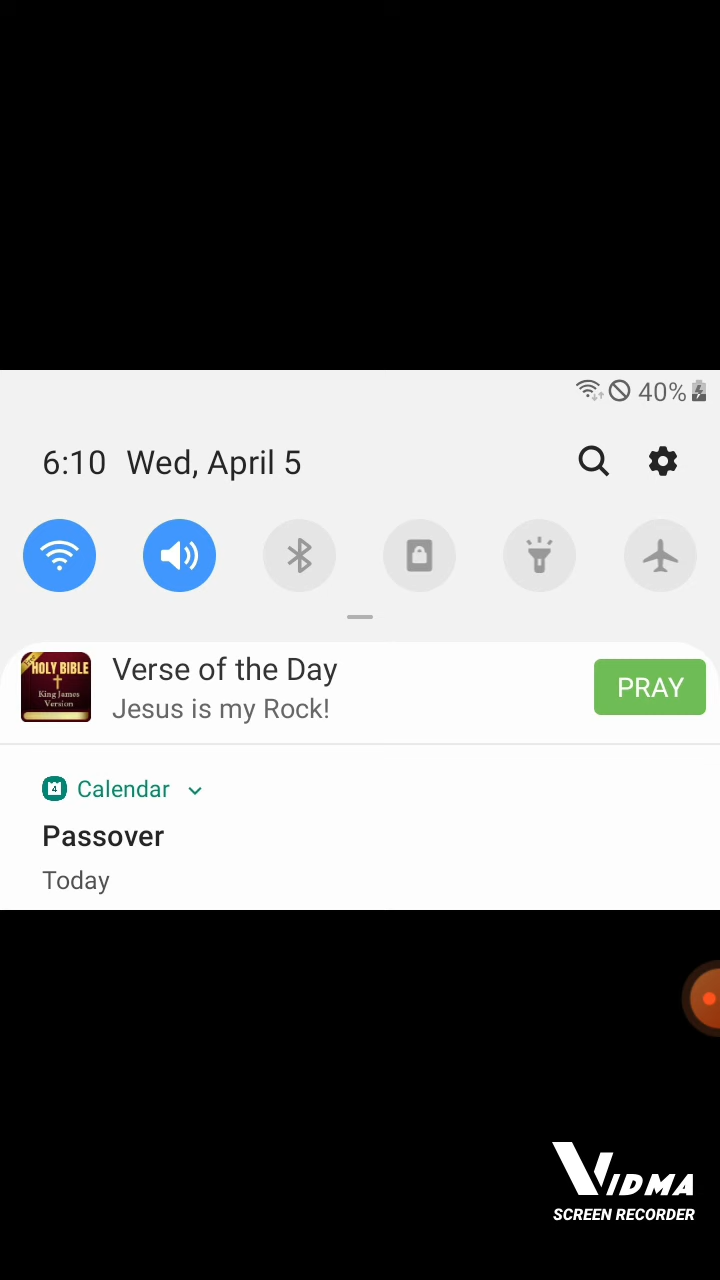 40%
6:10 Wed, April 5
HOLY BIBLE
King James
Version
Verse of the Day
Jesus is my Rock!
PRAY
4
Calendar
Passover
Today
VIDMA
SCREEN RECORDER